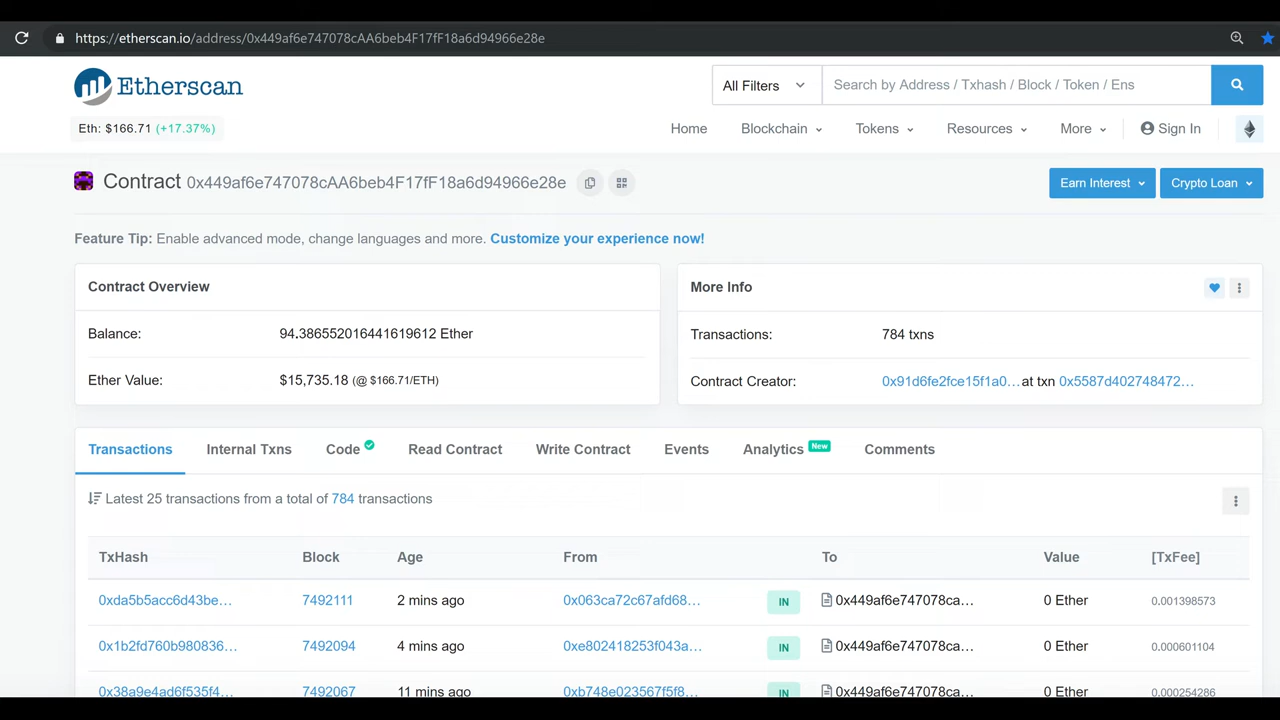 https://etherscan.io/address/0x449af6e747078cAA6beb4F17fF18a6d94966e28e
Etherscan
All Filters
Search by Address / Txhash / Block / Token / Ens
Eth: $166.71 (+17.37%)
Home Blockchain Tokens Resources More Sign In
Contract 0x449af6e747078cAA6beb4F17fF18a6d94966e28e
Earn Interest Crypto Loan
Feature Tip: Enable advanced mode, change languages and more. Customize your experience now!
Contract Overview
Balance: 94.386552016441619612 Ether
Ether Value: $15,735.18 (@ $166.71/ETH)
More Info
Transactions: 784 txns
Contract Creator: 0x91d6fe2fce15f1a0... at txn 0x5587d402748472...
Transactions Internal Txns Code Read Contract Write Contract Events Analytics New Comments
Latest 25 transactions from a total of 784 transactions
TxHash Block Age From To Value [TxFee]
0xda5b5acc6d43be... 7492111 2 mins ago 0x063ca72c67afd68... IN 0x449af6e747078ca... 0 Ether 0.001398573
0x1b2fd760b980836... 7492094 4 mins ago 0xe802418253f043a... IN 0x449af6e747078ca... 0 Ether 0.000601104
0x38a9e4ad6f535f4... 7492067 11 mins ago 0xb748e023567f5f8... IN 0x449af6e747078ca... 0 Ether 0.000254286